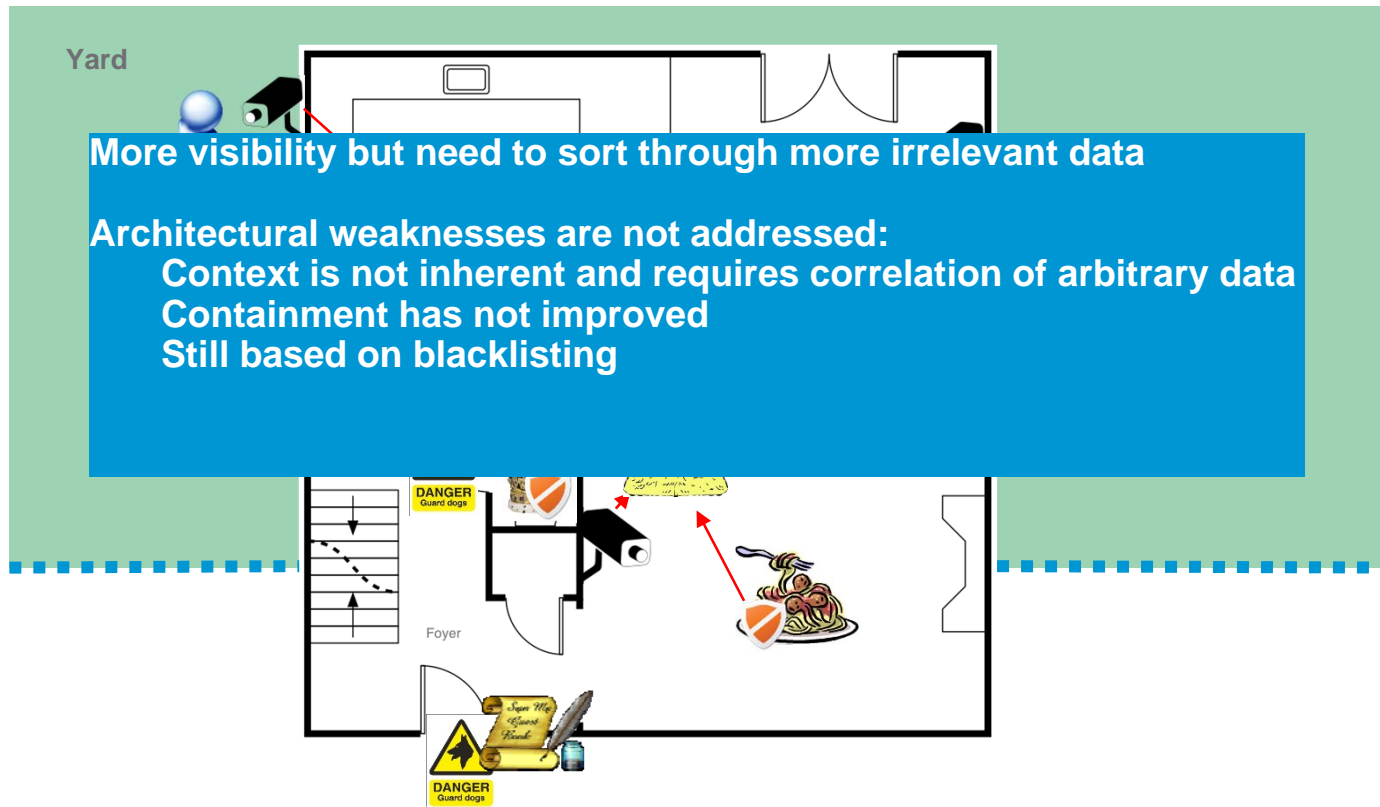 Yard
More visibility but need to sort through more irrelevant data
Architectural weaknesses are not addressed:
Context is not inherent and requires correlation of arbitrary data
Containment has not improved
Still based on blacklisting
DANGER
Guard dogs
Foyer
Guest
Book
DANGER
Guard dogs